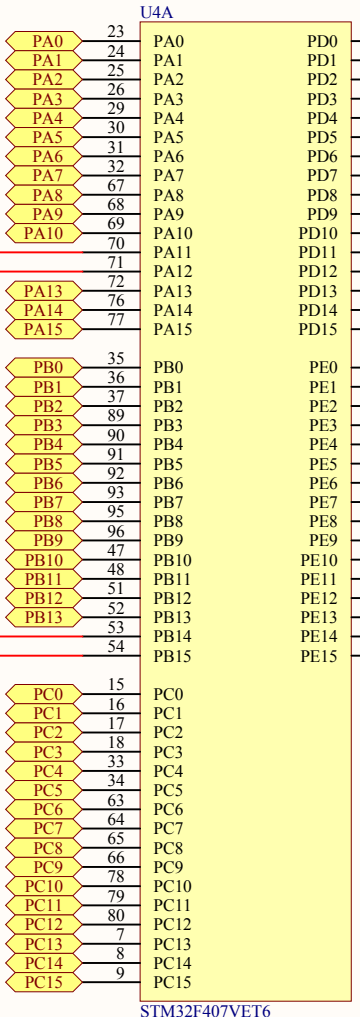 U4A
PA0 23 PA0 PD0
PA1 24 PA1 PD1
PA2 25 PA2 PD2
PA3 26 PA3 PD3
PA4 29 PA4 PD4
PA5 30 PA5 PD5
PA6 31 PA6 PD6
PA7 32 PA7 PD7
PA8 67 PA8 PD8
PA9 68 PA9 PD9
PA10 69 PA10 PD10
70 PA11 PD11
71 PA12 PD12
PA13 72 PA13 PD13
PA14 76 PA14 PD14
PA15 77 PA15 PD15
PB0 35 PB0 PE0
PB1 36 PB1 PE1
PB2 37 PB2 PE2
PB3 89 PB3 PE3
PB4 90 PB4 PE4
PB5 91 PB5 PE5
PB6 92 PB6 PE6
PB7 93 PB7 PE7
PB8 95 PB8 PE8
PB9 96 PB9 PE9
PB10 47 PB10 PE10
PB11 48 PB11 PE11
PB12 51 PB12 PE12
PB13 52 PB13 PE13
53 PB14 PE14
54 PB15 PE15
PC0 15 PC0
PC1 16 PC1
PC2 17 PC2
PC3 18 PC3
PC4 33 PC4
PC5 34 PC5
PC6 63 PC6
PC7 64 PC7
PC8 65 PC8
PC9 66 PC9
PC10 78 PC10
PC11 79 PC11
PC12 80 PC12
PC13 7 PC13
PC14 8 PC14
PC15 9 PC15
STM32F407VET6